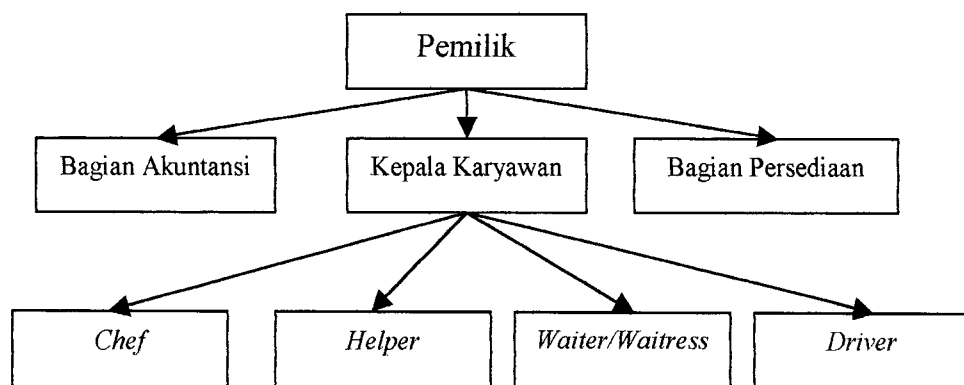 Pemilik
Bagian Akuntansi
Kepala Karyawan
Bagian Persediaan
Chef
Helper
Waiter/Waitress
Driver